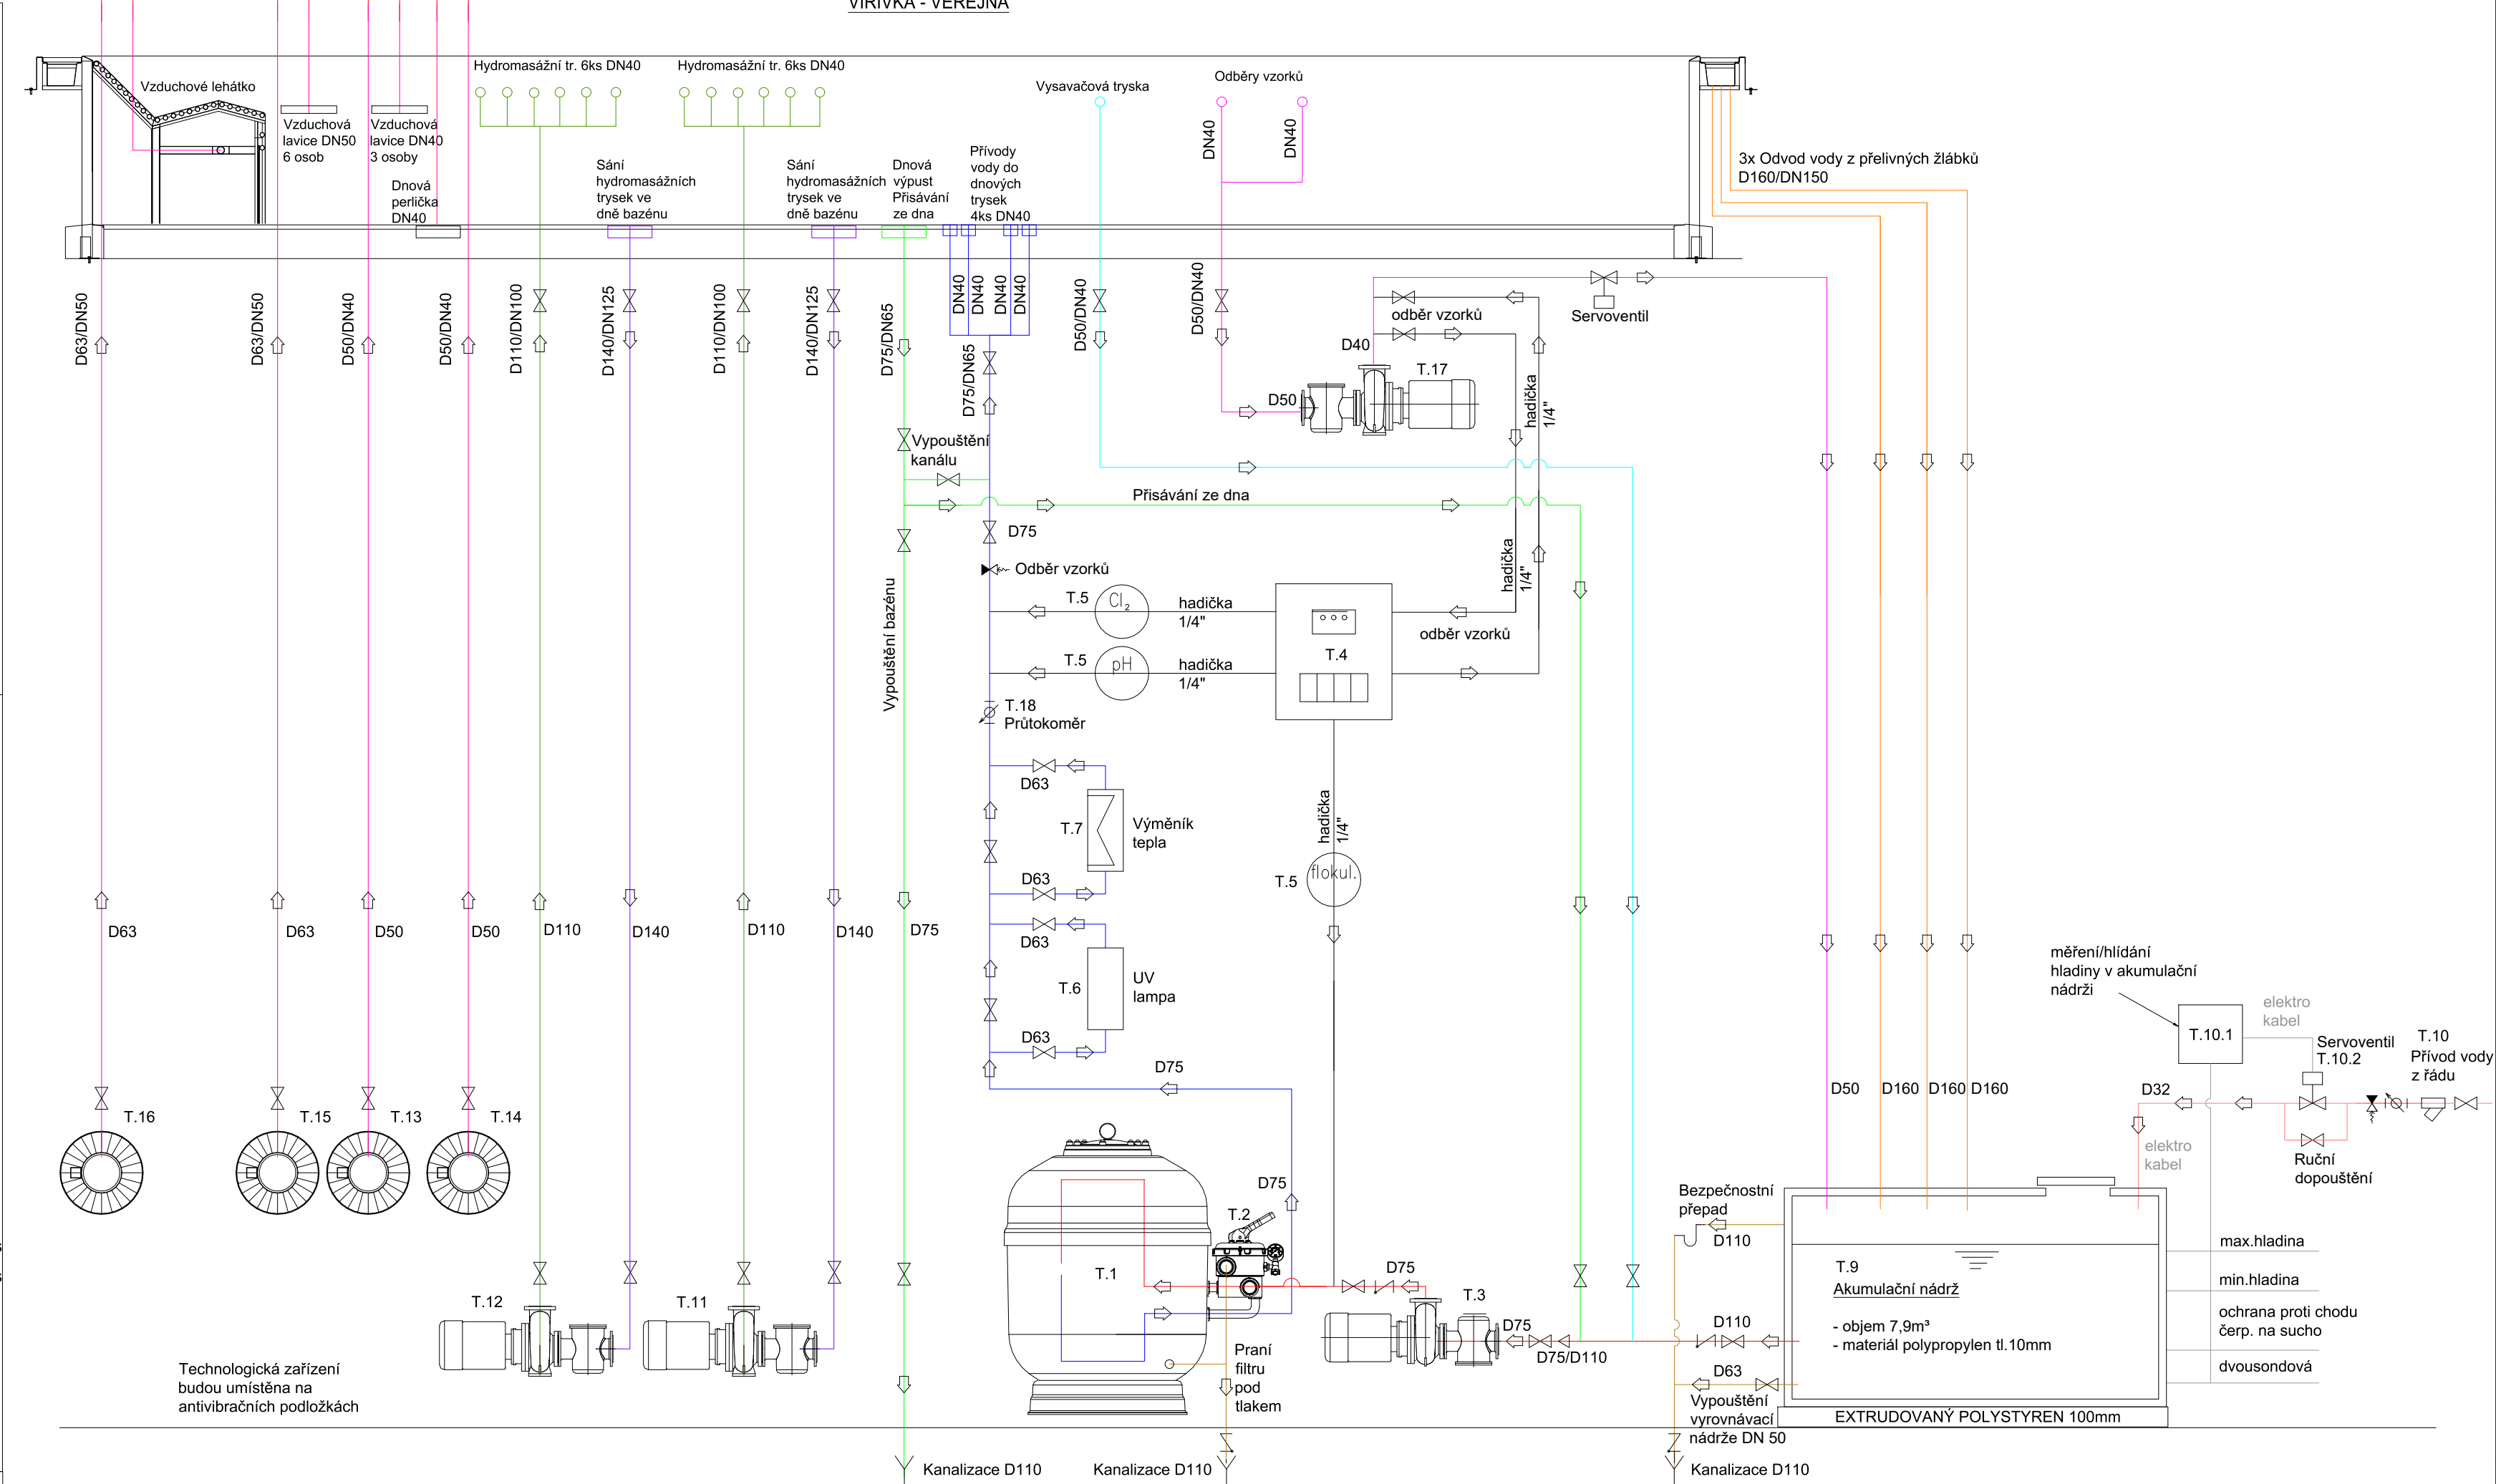 VÍŘIVKA - VEŘEJNÁ
Vzduchové lehátko
Vzduchová
lavice DN50
6 osob
Vzduchová
lavice DN40
3 osoby
Dnová
perlička
DN40
Hydromasážní tr. 6ks DN40
Hydromasážní tr. 6ks DN40
Sání
hydromasážních
trysek ve
dně bazénu
Sání
hydromasážních
trysek ve
dně bazénu
Dnová
výpust
Přisávání
ze dna
Přívody
vody do
dnových
trysek
4ks DN40
Vysavačová tryska
Odběry vzorků
DN40
DN40
3x Odvod vody z přelivných žlábků
D160/DN150
D63/DN50
D63/DN50
D50/DN40
D50/DN40
D110/DN100
D140/DN125
D110/DN100
D140/DN125
D75/DN65
DN40
DN40
DN40
DN40
D75/DN65
D50/DN40
D50/DN40
odběr vzorků
Servoventil
D40
T.17
D50
hadička
1/4"
Vypouštění
kanálu
Přisávání ze dna
D75
Odběr vzorků
hadička
1/4"
T.5
Cl2
hadička
1/4"
T.5
pH
hadička
1/4"
T.4
odběr vzorků
Vypouštění bazénu
T.18
Průtokoměr
D63
T.7
Výměník
tepla
D63
hadička
1/4"
T.5
flokul.
D63
D63
D50
D50
D110
D140
D110
D140
D75
D63
T.6
UV
lampa
D63
D75
měření/hlídání
hladiny v akumulační
nádrži
T.10.1
elektro
kabel
Servoventil
T.10.2
T.10
Přívod vody
z řádu
D50
D160
D160
D160
D32
elektro
kabel
Ruční
dopouštění
T.16
T.15
T.13
T.14
D75
T.2
T.1
Bezpečnostní
přepad
D110
D75
T.3
T.9
Akumulační nádrž
- objem 7,9m³
- materiál polypropylen tl.10mm
max.hladina
min.hladina
ochrana proti chodu
čerp. na sucho
dvousondová
T.12
T.11
D75
D75/D110
D110
D63
Praní
filtru
pod
tlakem
Technologická zařízení
budou umístěna na
antivibračních podložkách
Vypouštění
vyrovnávací
nádrže DN 50
EXTRUDOVANÝ POLYSTYREN 100mm
Kanalizace D110
Kanalizace D110
Kanalizace D110